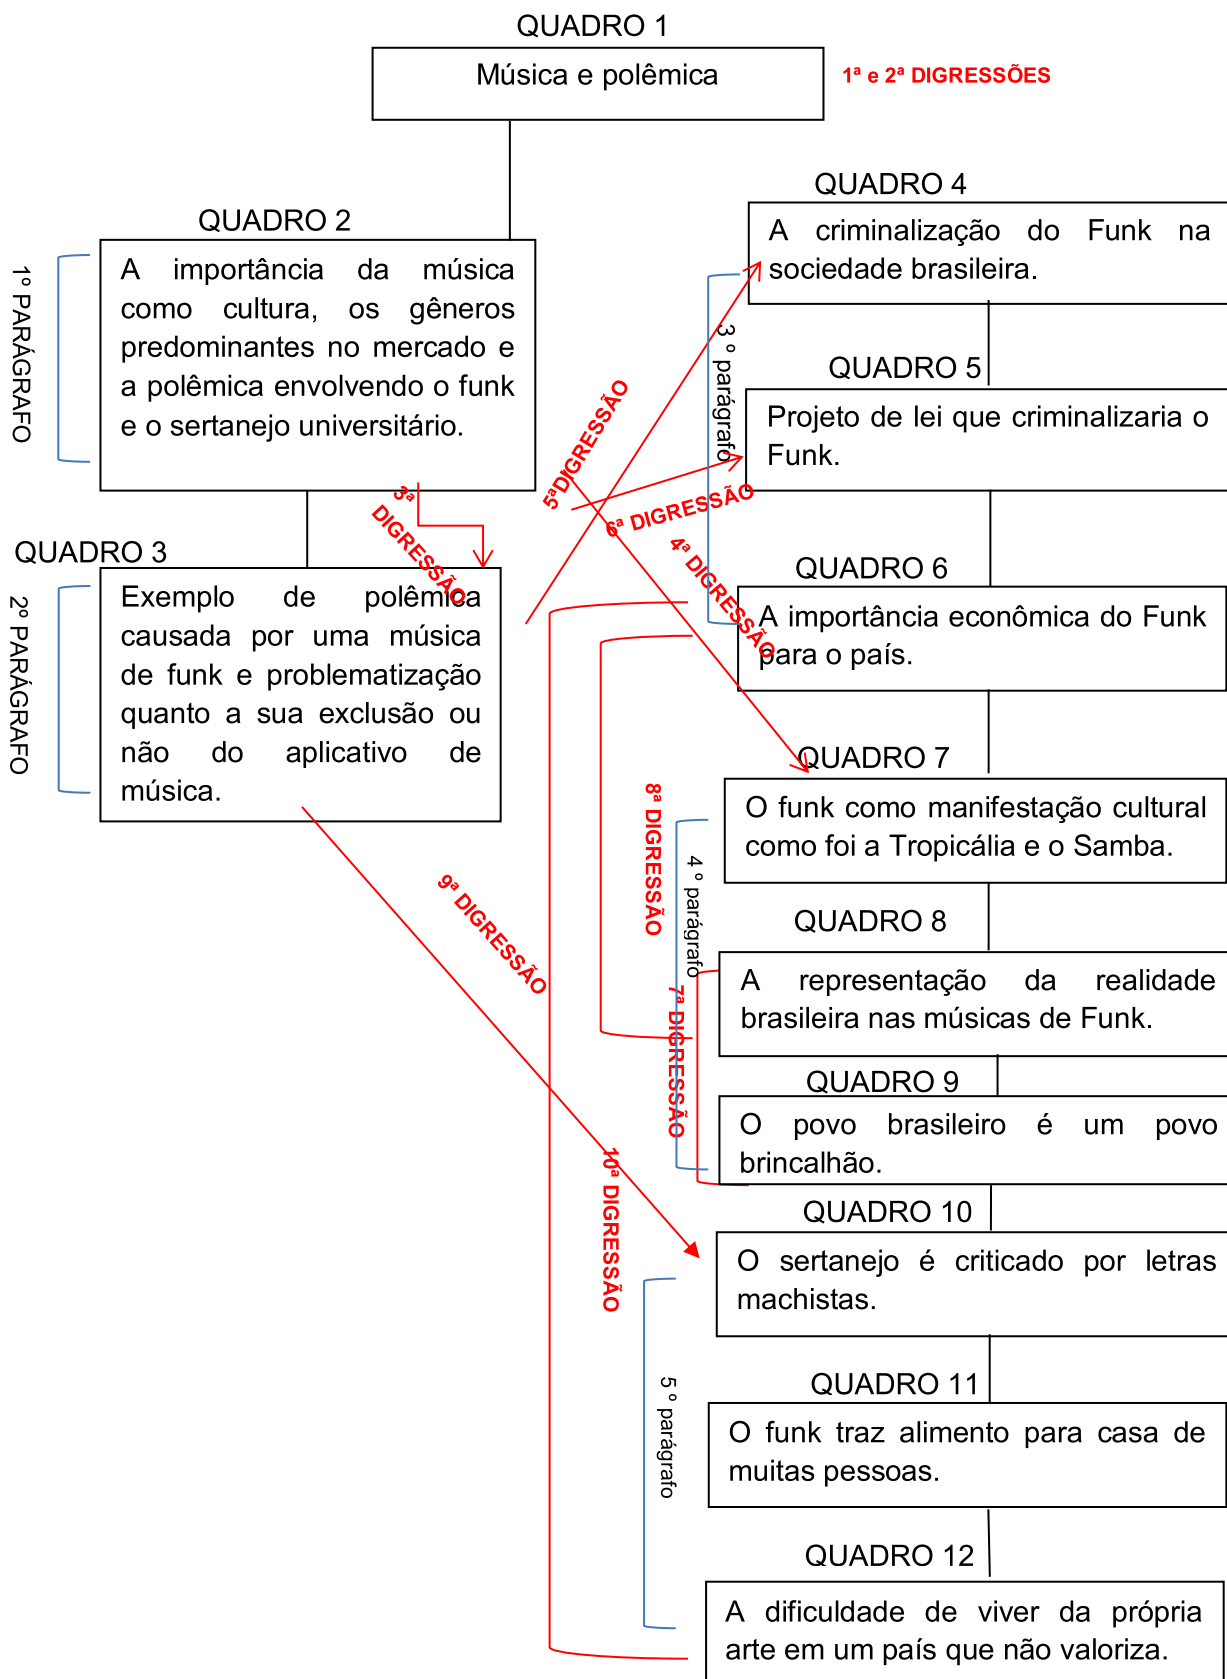 QUADRO 1
Música e polêmica
1ª e 2ª DIGRESSÕES
QUADRO 2
1º PARÁGRAFO
A importância da música
como cultura, os gêneros
predominantes no mercado e
a polêmica envolvendo o funk
e o sertanejo universitário.
3ª
DIGRESSÃO
QUADRO 3
2º PARÁGRAFO
Exemplo de polêmica
causada por uma música
de funk e problematização
quanto a sua exclusão ou
não do aplicativo de
música.
5ªDIGRESSÃO
6ª DIGRESSÃO
4ª DIGRESSÃO
9ª DIGRESSÃO
QUADRO 4
A criminalização do Funk na
sociedade brasileira.
3 º parágrafo
QUADRO 5
Projeto de lei que criminalizaria o
Funk.
QUADRO 6
A importância econômica do Funk
para o país.
QUADRO 7
O funk como manifestação cultural
como foi a Tropicália e o Samba.
8ª DIGRESSÃO
4 º parágrafo
QUADRO 8
A representação da realidade
brasileira nas músicas de Funk.
7ª DIGRESSÃO
QUADRO 9
O povo brasileiro é um povo
brincalhão.
10ª DIGRESSÃO
QUADRO 10
O sertanejo é criticado por letras
machistas.
5 º parágrafo
QUADRO 11
O funk traz alimento para casa de
muitas pessoas.
QUADRO 12
A dificuldade de viver da própria
arte em um país que não valoriza.